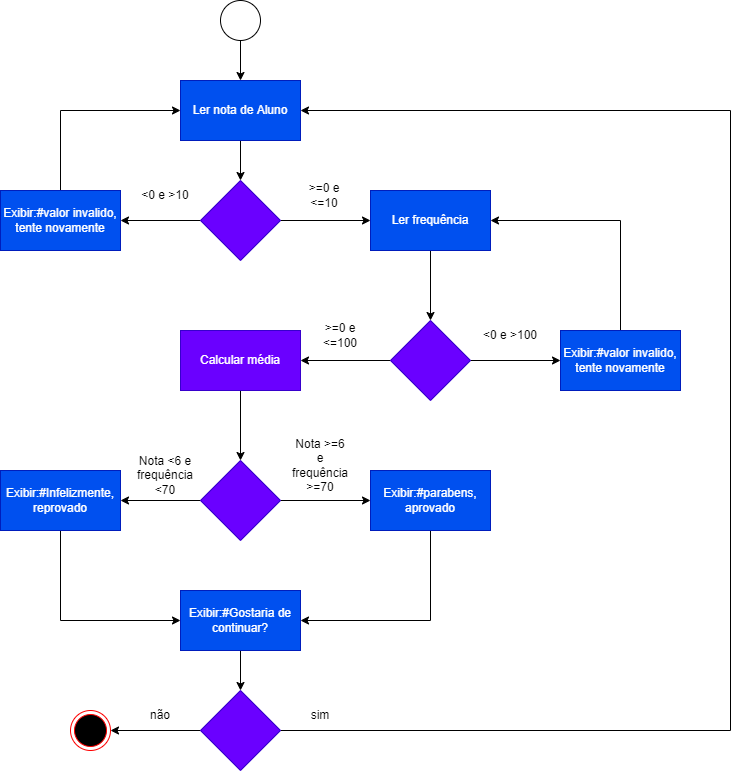 Ler nota de Aluno
<0 e >10
>=0 e
<=10
Exibir:#valor invalido,
tente novamente
Ler frequência
>=0 e
<=100
<0 e >100
Calcular média
Exibir:#valor invalido,
tente novamente
Nota <6 e
frequência
<70
Nota >=6
e
frequência
>=70
Exibir:#Infelizmente,
reprovado
Exibir:#parabens,
aprovado
Exibir:#Gostaria de
continuar?
não
sim